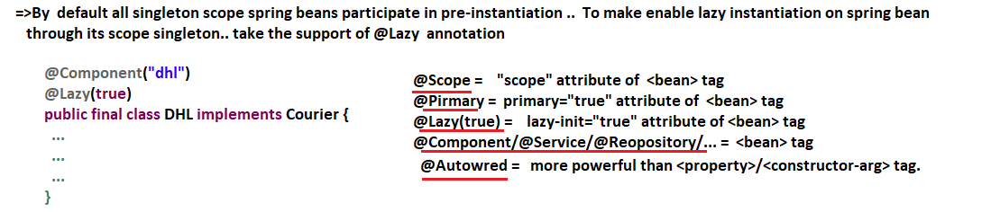 =>By default all singleton scope spring beans participate in pre-instantiation .. To make enable lazy instantiation on spring bean
through its scope singleton.. take the support of @Lazy annotation
@Component("dhl")
@Lazy(true)
public final class DHL implements Courier {
...
...
...
}
@Scope = "scope" attribute of <bean> tag
@Pirmary = primary="true" attribute of <bean> tag
@Lazy(true) = lazy-init="true" attribute of <bean> tag
@Component/@Service/@Reopository/... = <bean> tag
@Autowred = more powerful than <property>/<constructor-arg> tag.